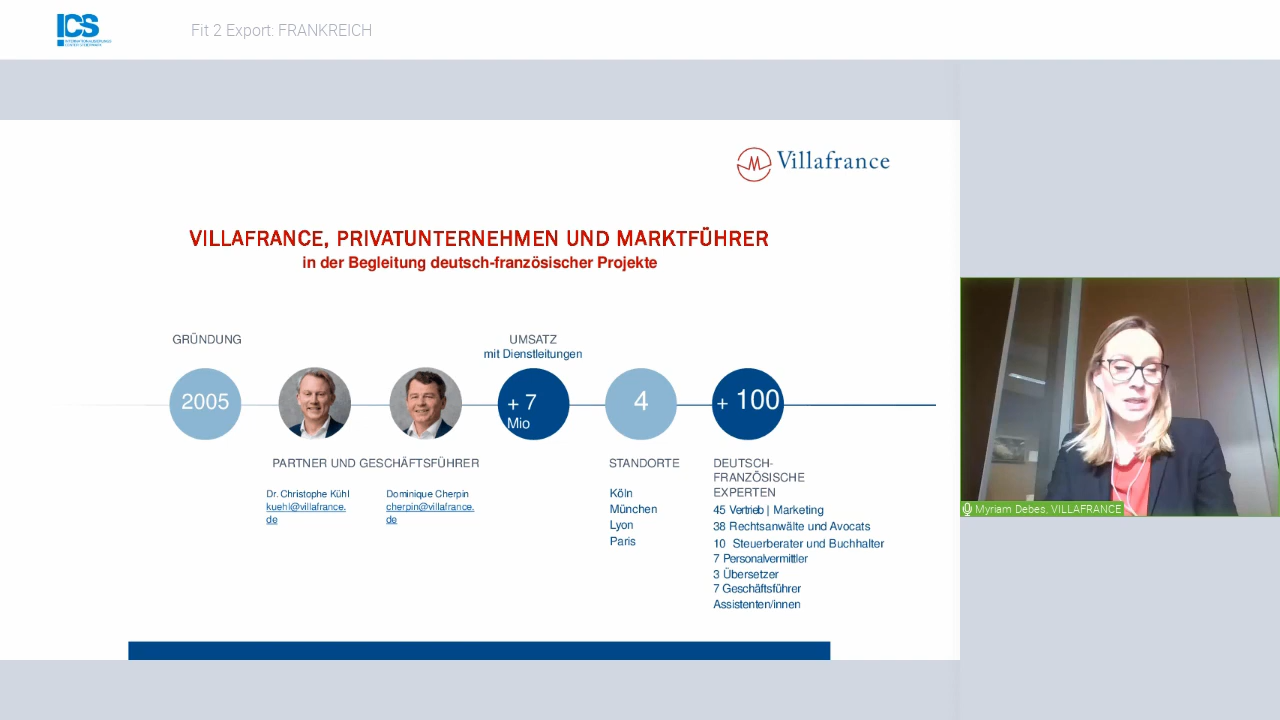 ICS
Fit 2 Export: FRANKREICH
Villafrance
VILLAFRANCE, PRIVATUNTERNEHMEN UND MARKTFÜHRER
in der Begleitung deutsch-französischer Projekte
GRÜNDUNG
UMSATZ
mit Dienstleitungen
2005
+ 7
Mio
4
+ 100
PARTNER UND GESCHÄFTSFÜHRER
Dr. Christophe Kühl
kuehl@villafrance.
de
Dominique Cherpin
cherpin@villafrance.
de
STANDORTE
Köln
München
Lyon
Paris
DEUTSCH-
FRANZÖSISCHE
EXPERTEN
45 Vertrieb | Marketing
38 Rechtsanwälte und Avocats
10 Steuerberater und Buchhalter
7 Personalvermittler
3 Übersetzer
7 Geschäftsführer
Assistenten/innen
Myriam Debes, VILLAFRANCE